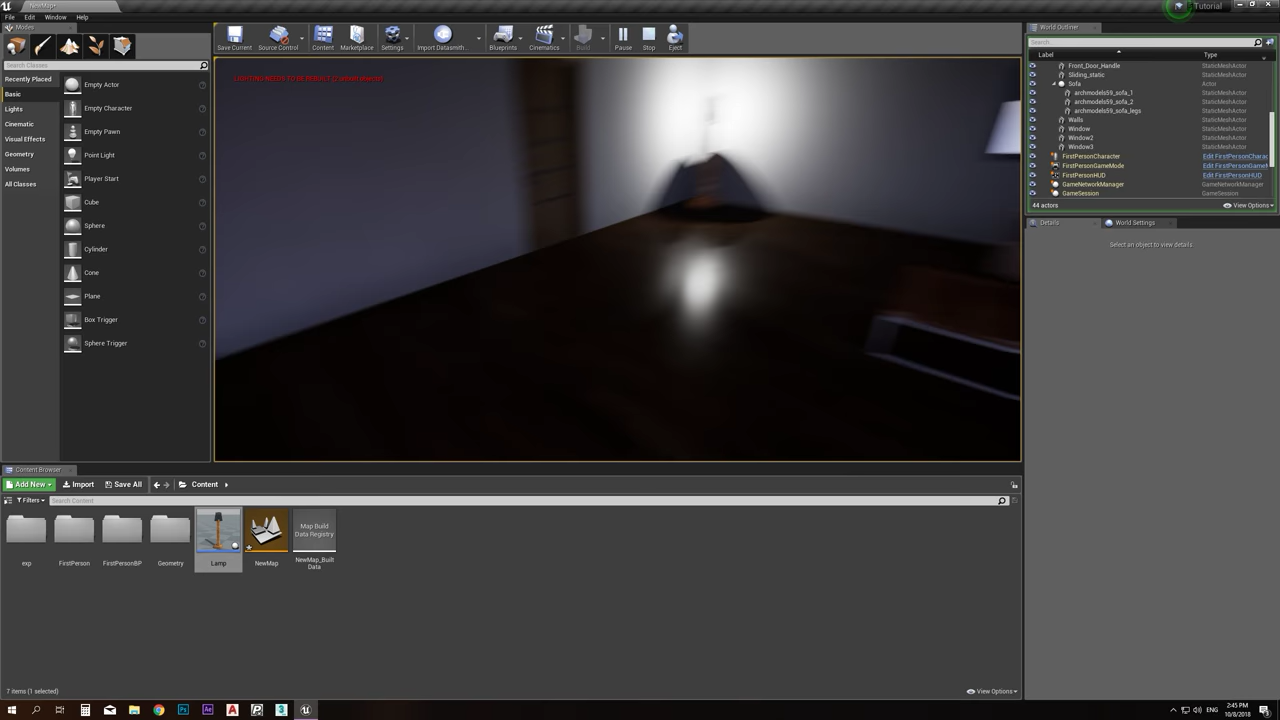 NewMap•
Tutorial
File Edit Window Help
Modes
Search Classes
Recently Placed
Basic
Lights
Cinematic
Visual Effects
Geometry
Volumes
All Classes
Empty Actor
Empty Character
Empty Pawn
Point Light
Player Start
Cube
Sphere
Cylinder
Cone
Plane
Box Trigger
Sphere Trigger
Save Current
Source Control
Content
Marketplace
Settings
Import Datasmith...
Blueprints
Cinematics
Build
Pause
Stop
Eject
World Outliner
Search...
Label Type
Front_Door_Handle StaticMeshActor
Sliding_static StaticMeshActor
Sofa Actor
archmodels59_sofa_1 StaticMeshActor
archmodels59_sofa_2 StaticMeshActor
archmodels59_sofa_legs StaticMeshActor
Walls StaticMeshActor
Window StaticMeshActor
Window2 StaticMeshActor
Window3 StaticMeshActor
FirstPersonCharacter Edit FirstPersonCharac
FirstPersonGameMode Edit FirstPersonGameM
FirstPersonHUD Edit FirstPersonHUD
GameNetworkManager GameNetworkManager
GameSession GameSession
44 actors View Options
Details World Settings
Select an object to view details.
Content Browser
Add New Import Save All Content
Filters Search Content
exp
FirstPerson
FirstPersonBP
Geometry
Lamp
NewMap
Map Build
Data Registry
NewMap_Built
Data
7 items (1 selected) View Options
ENG
2:45 PM
10/8/2018